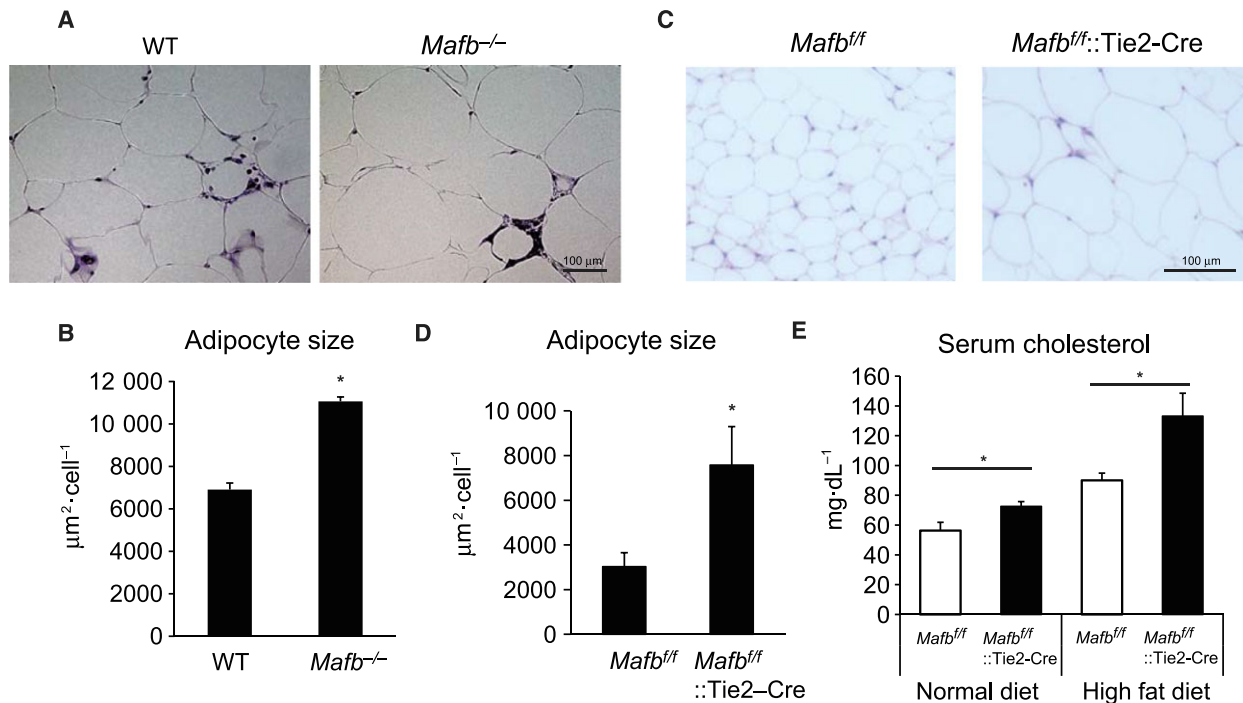 A
WT
Mafb–/–
100 μm
C
Mafbf/f
Mafbf/f::Tie2-Cre
100 μm
B
Adipocyte size
12 000
10 000
8000
6000
4000
2000
0
μm2·cell–1
*
WT
Mafb–/–
D
Adipocyte size
10 000
8000
6000
4000
2000
0
μm2·cell–1
*
Mafbf/f
Mafbf/f
::Tie2–Cre
E
Serum cholesterol
160
140
120
100
80
60
40
20
0
mg·dL–1
*
*
Mafbf/f
Mafbf/f
::Tie2-Cre
Mafbf/f
Mafbf/f
::Tie2-Cre
Normal diet
High fat diet